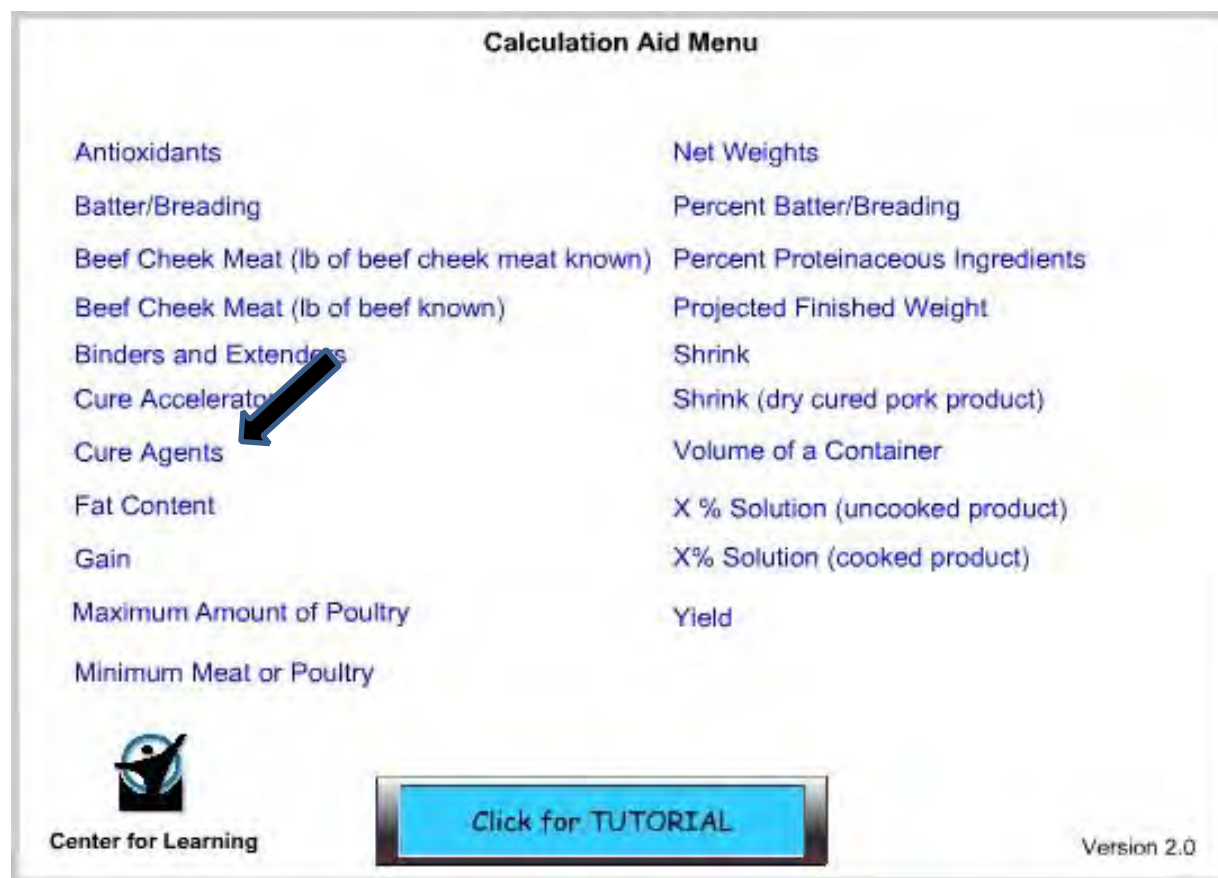 Calculation Aid Menu
Antioxidants
Batter/Breading
Beef Cheek Meat (lb of beef cheek meat known)
Beef Cheek Meat (lb of beef known)
Binders and Extenders
Cure Accelerator
Cure Agents
Fat Content
Gain
Maximum Amount of Poultry
Minimum Meat or Poultry
Net Weights
Percent Batter/Breading
Percent Proteinaceous Ingredients
Projected Finished Weight
Shrink
Shrink (dry cured pork product)
Volume of a Container
X % Solution (uncooked product)
X% Solution (cooked product)
Yield
Center for Learning
Click for TUTORIAL
Version 2.0